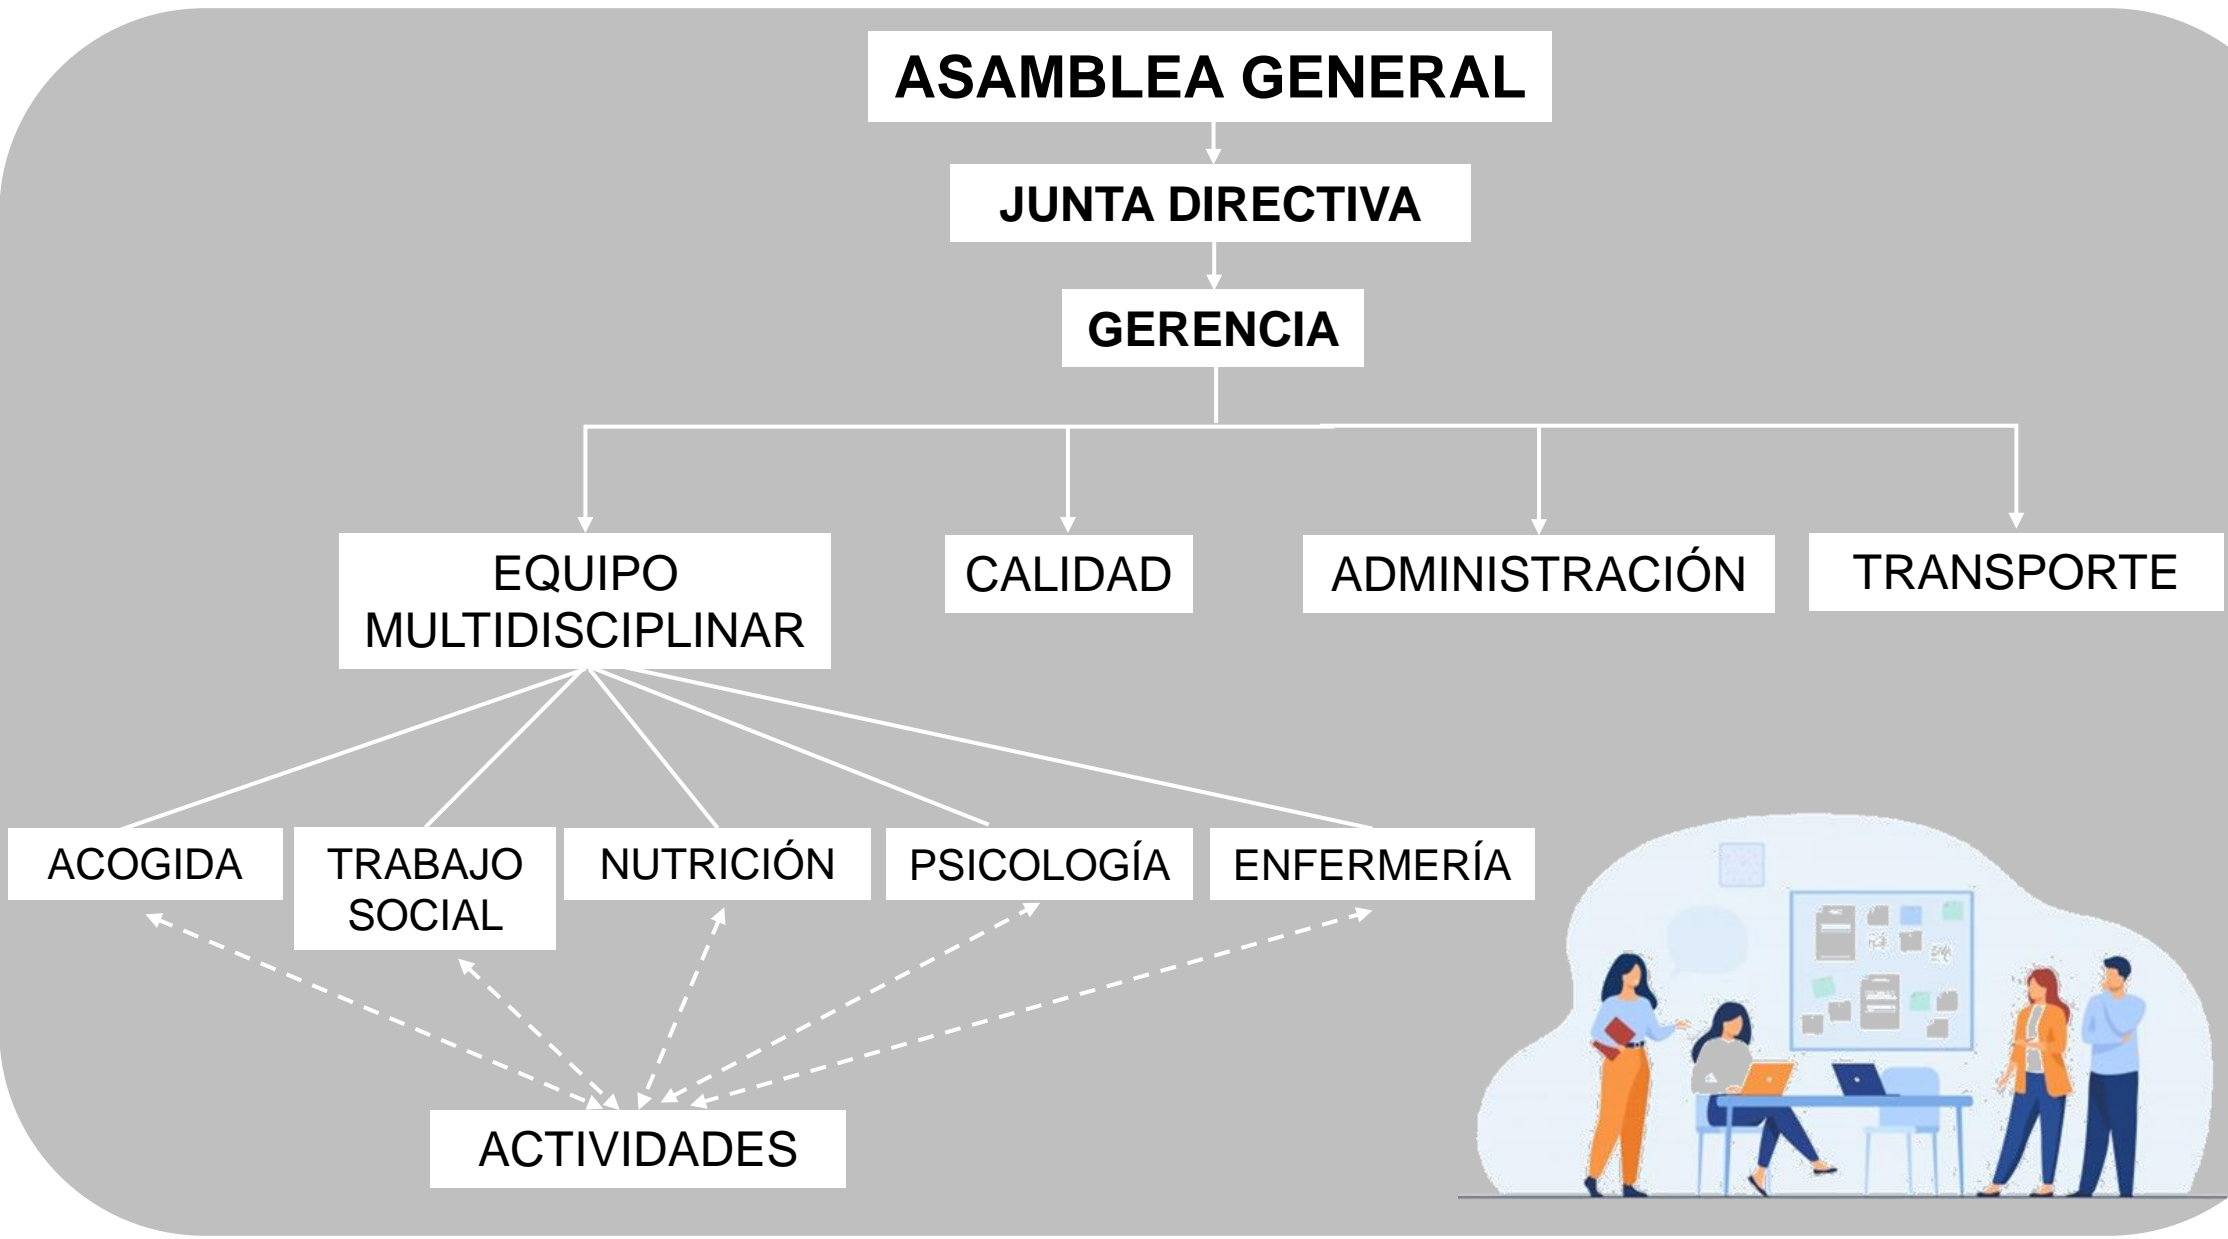 ASAMBLEA GENERAL
JUNTA DIRECTIVA
GERENCIA
EQUIPO
MULTIDISCIPLINAR
CALIDAD
ADMINISTRACIÓN
TRANSPORTE
ACOGIDA
TRABAJO
SOCIAL
NUTRICIÓN
PSICOLOGÍA
ENFERMERÍA
ACTIVIDADES